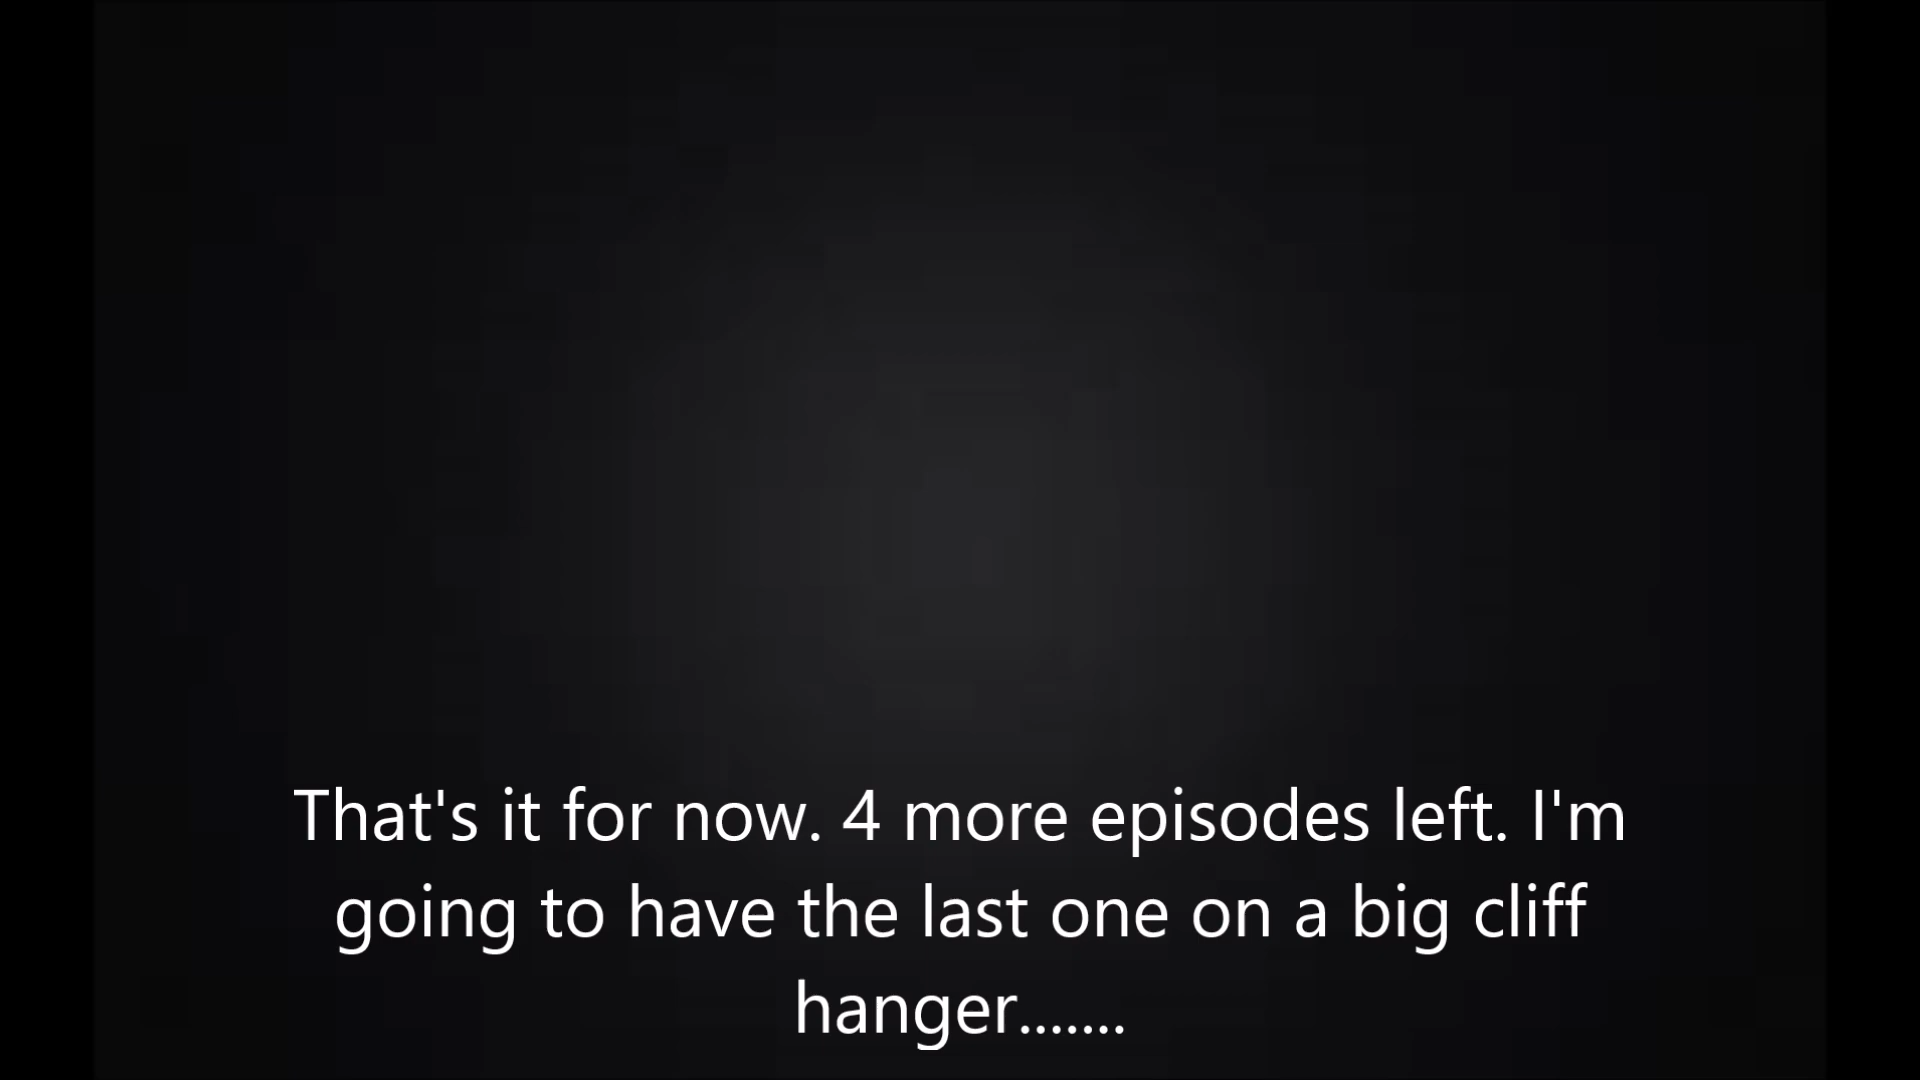 That's it for now. 4 more episodes left. I'm
going to have the last one on a big cliff
hanger.......